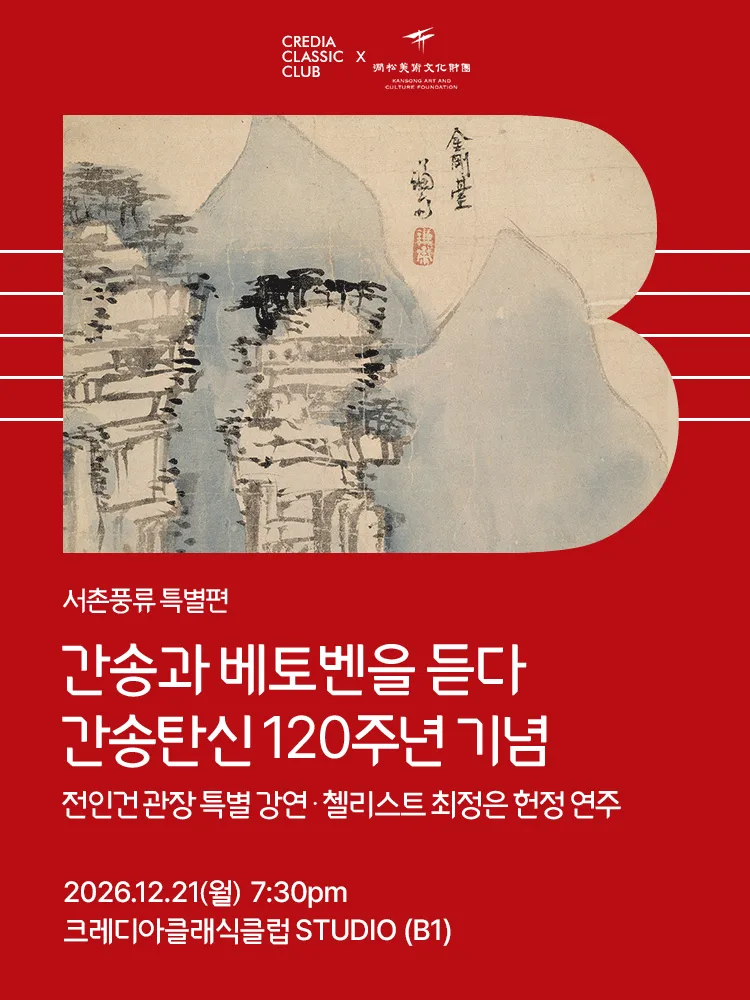 CREDIA
CLASSIC
CLUB
X
澗松美術文化財團
KANSONG ART AND
CULTURE FOUNDATION
金剛臺
謙齋
서촌풍류 특별편
간송과 베토벤을 듣다
간송탄신 120주년 기념
전인건 관장 특별 강연 · 첼리스트 최정은 헌정 연주
2026.12.21(월) 7:30pm
크레디아클래식클럽 STUDIO (B1)